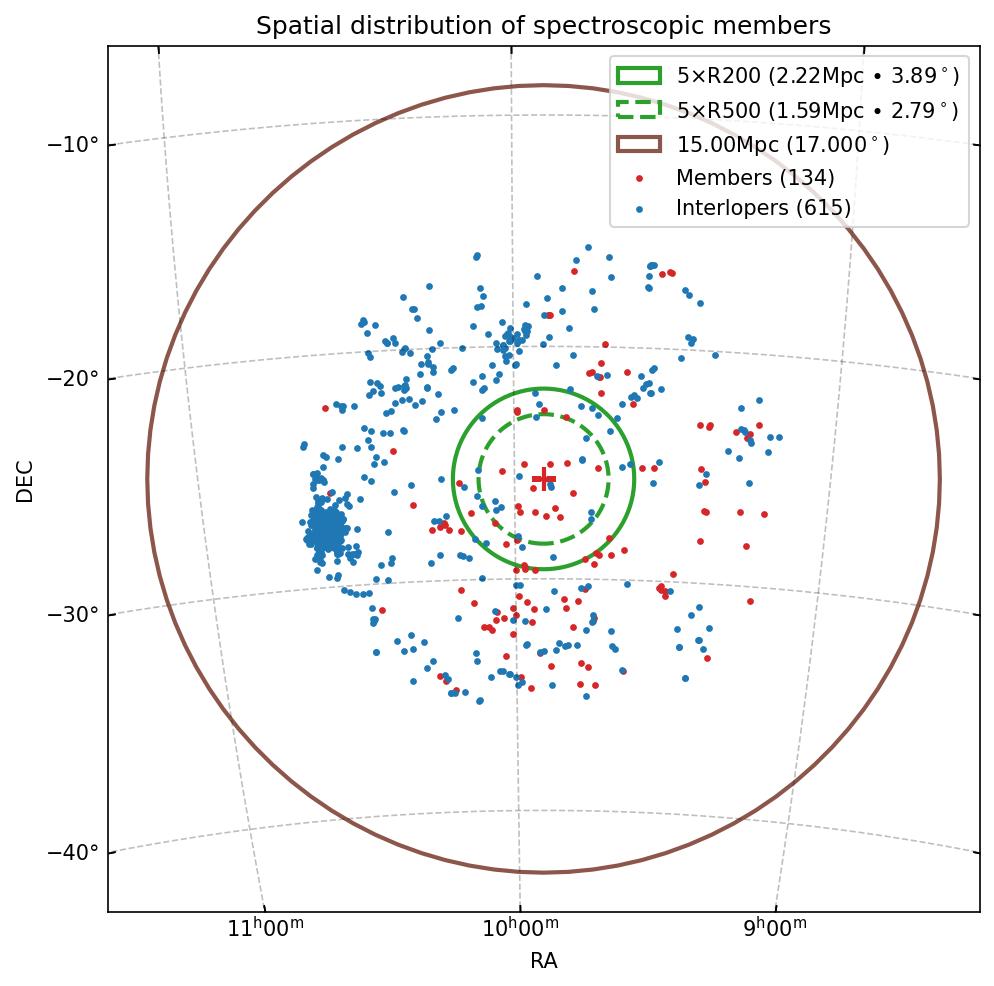 Spatial distribution of spectroscopic members
5×R200 (2.22Mpc • 3.89°)
5×R500 (1.59Mpc • 2.79°)
15.00Mpc (17.000°)
Members (134)
Interlopers (615)
−10°
−20°
−30°
−40°
DEC
11ʰ00ᵐ 10ʰ00ᵐ 9ʰ00ᵐ
RA